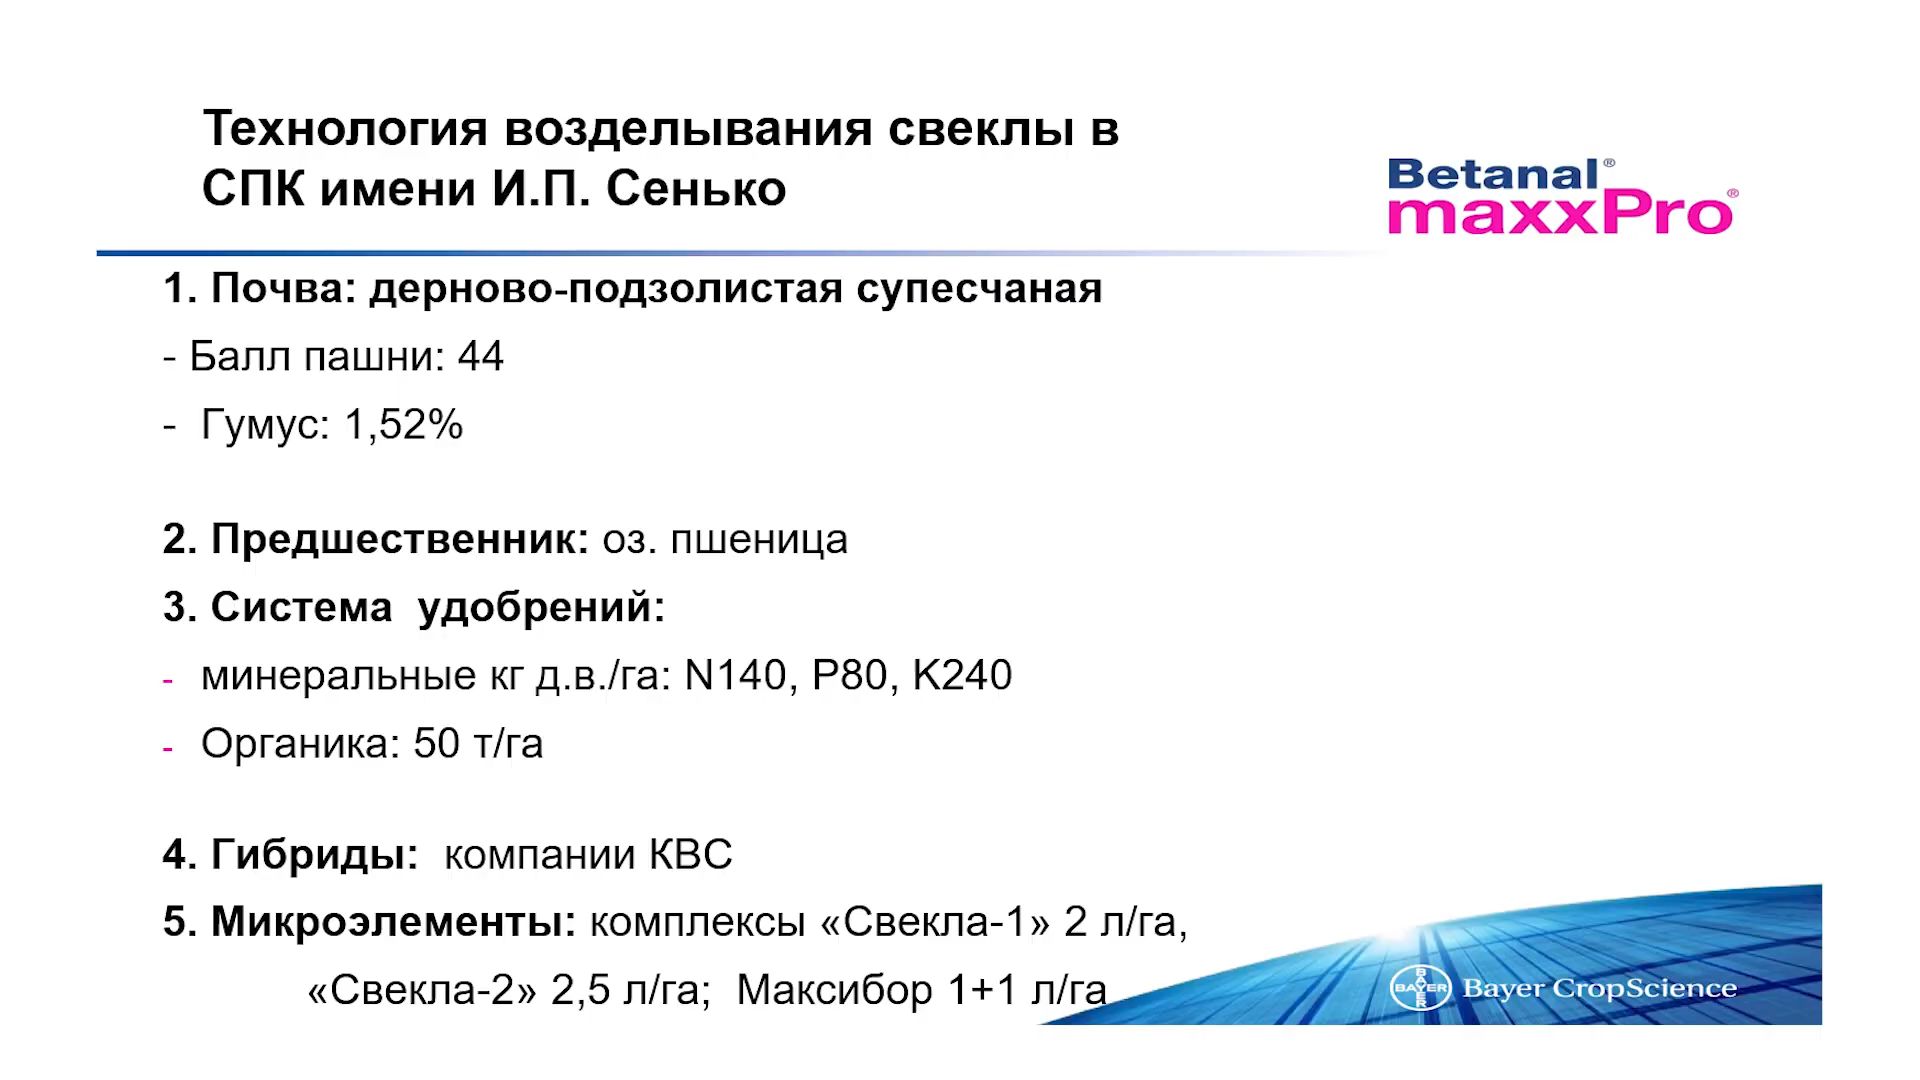 Технология возделывания свеклы в
СПК имени И.П. Сенько
Betanal®
maxxPro®
1. Почва: дерново-подзолистая супесчаная
- Балл пашни: 44
- Гумус: 1,52%
2. Предшественник: оз. пшеница
3. Система удобрений:
- минеральные кг д.в./га: N140, P80, K240
- Органика: 50 т/га
4. Гибриды: компании КВС
5. Микроэлементы: комплексы «Свекла-1» 2 л/га,
«Свекла-2» 2,5 л/га; Максибор 1+1 л/га
BAYER
BAYER
Bayer CropScience